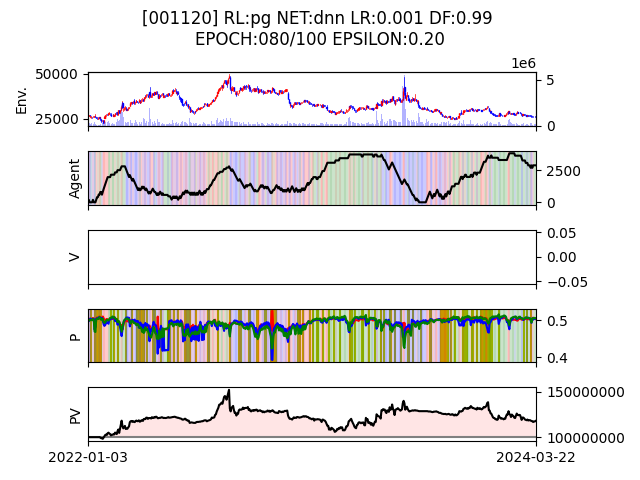 [001120] RL:pg NET:dnn LR:0.001 DF:0.99
EPOCH:080/100 EPSILON:0.20
1e6
Env.
50000
25000
5
0
Agent
2500
0
V
0.05
0.00
−0.05
P
0.5
0.4
PV
150000000
100000000
2022-01-03
2024-03-22